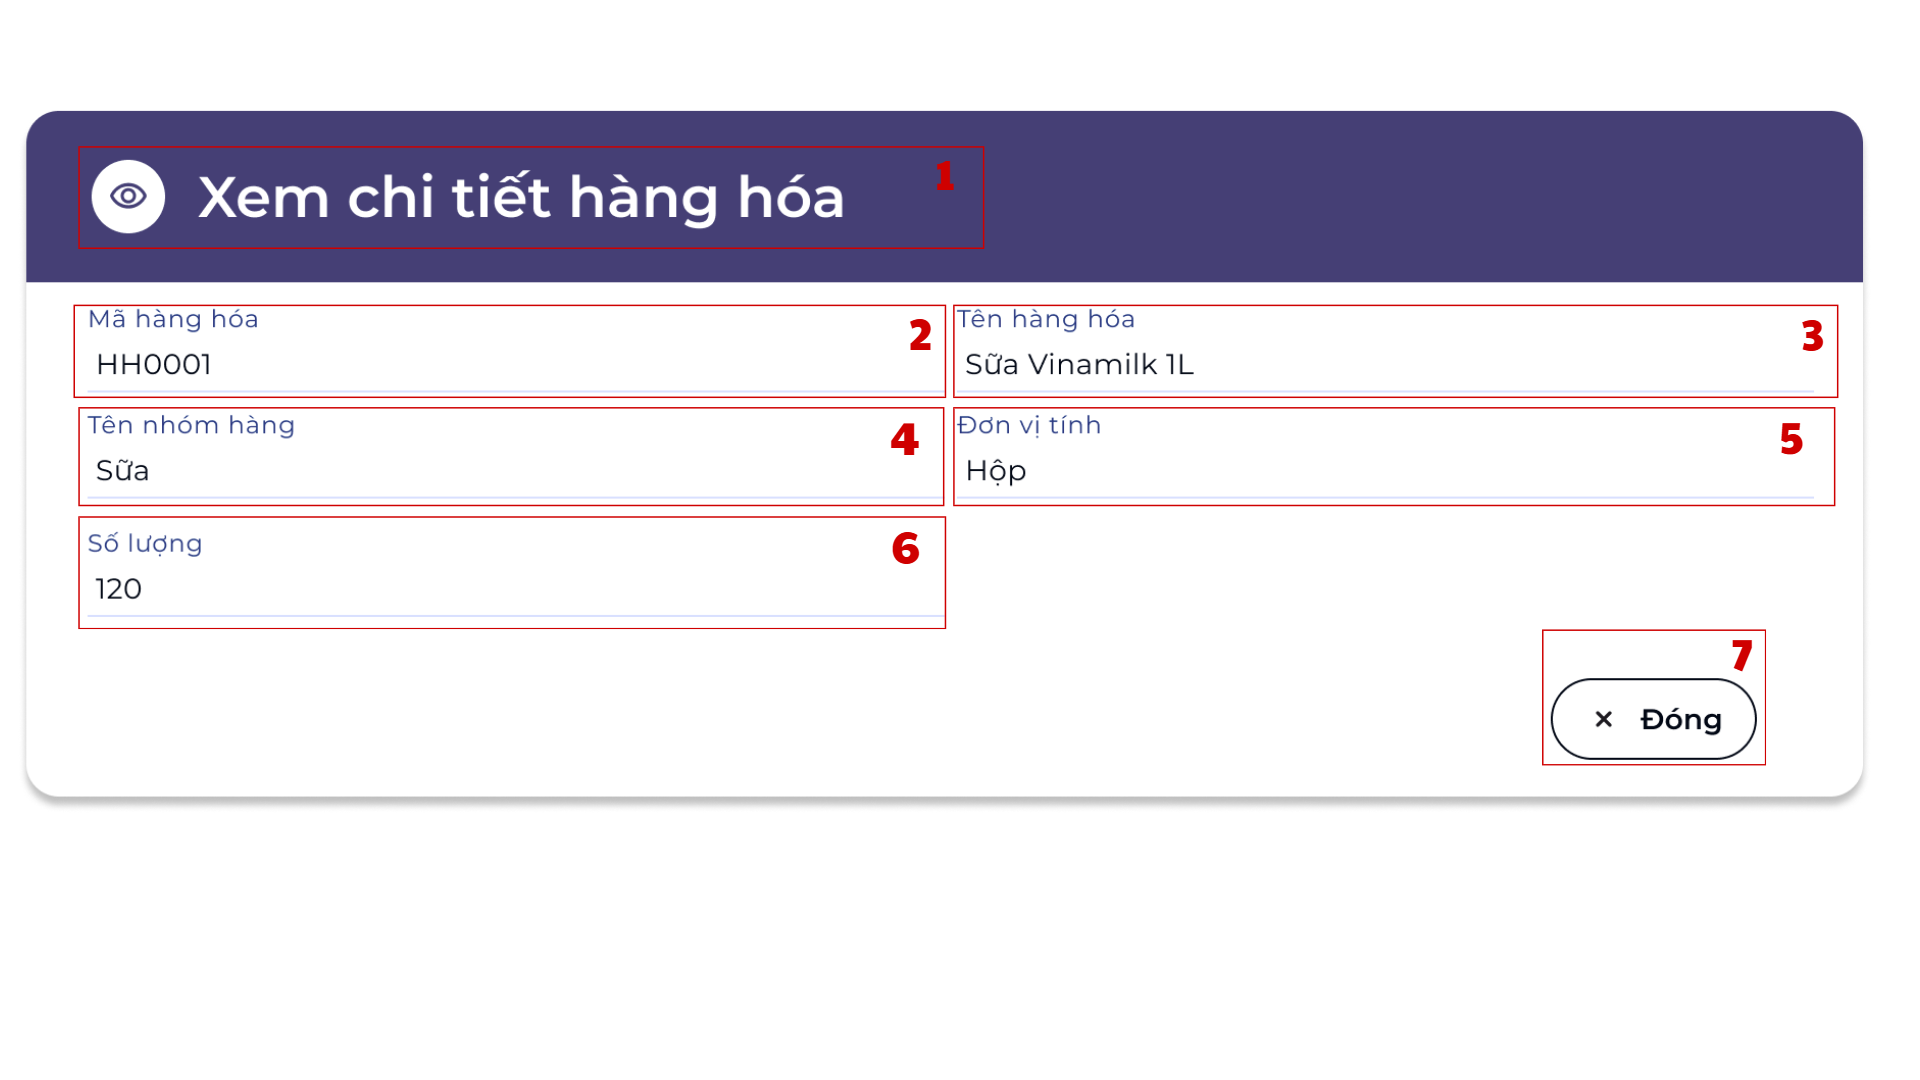 Xem chi tiết hàng hóa 1
Mã hàng hóa 2
HH0001
Tên hàng hóa 3
Sữa Vinamilk 1L
Tên nhóm hàng 4
Sữa
Đơn vị tính 5
Hộp
Số lượng 6
120
7
× Đóng